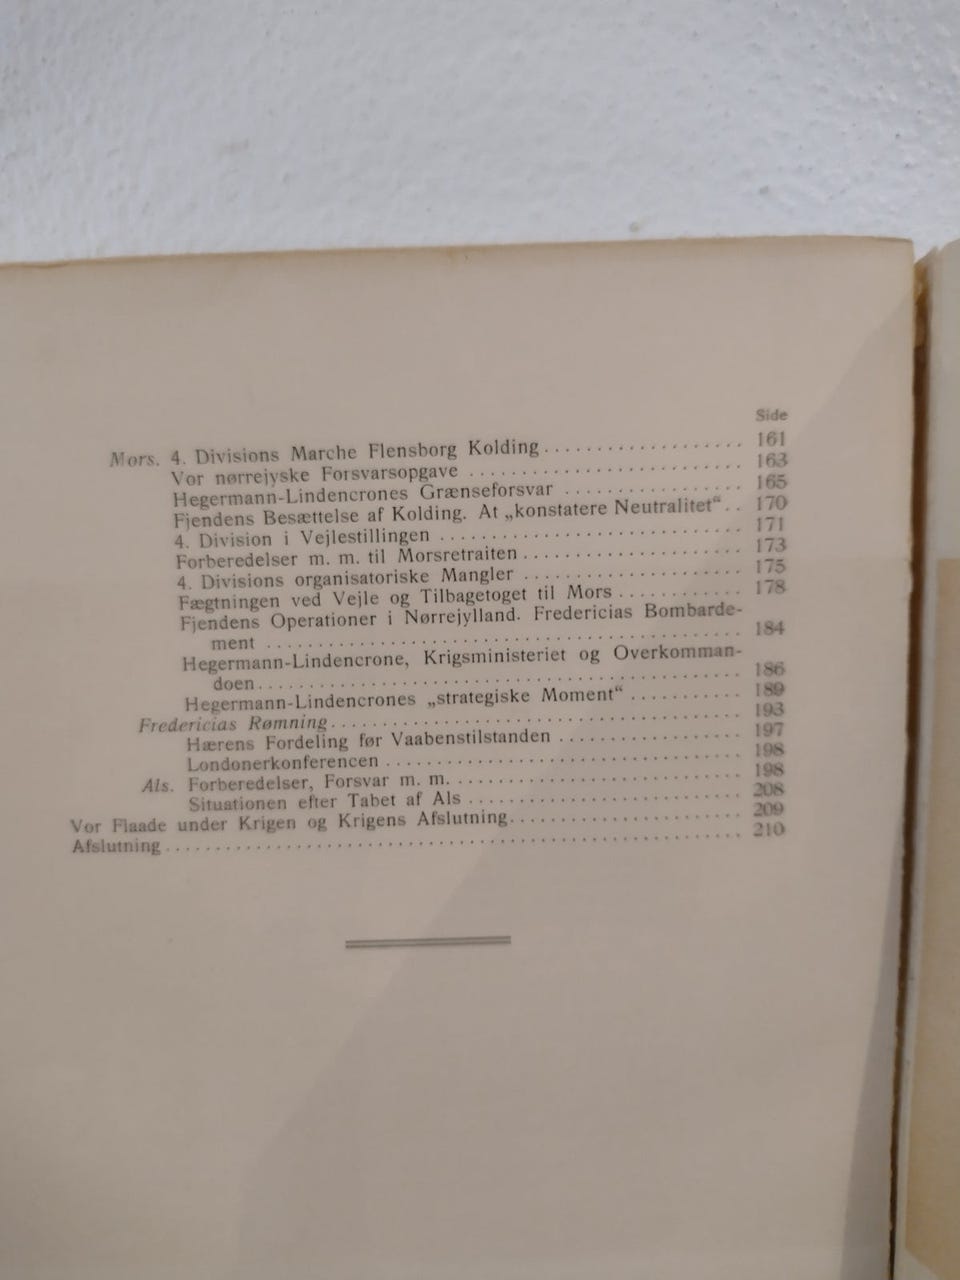 Side
Mors. 4. Divisions Marche Flensborg Kolding . . . . . . . . . . . . . . . . . 161
Vor nørrejyske Forsvarsopgave . . . . . . . . . . . . . . . . . . . . . . . 163
Hegermann-Lindencrones Grænseforsvar . . . . . . . . . . . . . . . 165
Fjendens Besættelse af Kolding. At „konstatere Neutralitet“. . 170
4. Division i Vejlestillingen . . . . . . . . . . . . . . . . . . . . . . . . . 171
Forberedelser m. m. til Morsretraiten . . . . . . . . . . . . . . . . . . 173
4. Divisions organisatoriske Mangler . . . . . . . . . . . . . . . . . . 175
Fægtningen ved Vejle og Tilbagetoget til Mors . . . . . . . . . . 178
Fjendens Operationer i Nørrejylland. Fredericias Bombarde-
ment . . . . . . . . . . . . . . . . . . . . . . . . . . . . . . . . . . . . . . . 184
Hegermann-Lindencrone, Krigsministeriet og Overkomman-
doen . . . . . . . . . . . . . . . . . . . . . . . . . . . . . . . . . . . . . . . 186
Hegermann-Lindencrones „strategiske Moment“ . . . . . . . . . 189
Fredericias Rømning . . . . . . . . . . . . . . . . . . . . . . . . . . . . . . . . . 193
Hærens Fordeling før Vaabenstilstanden . . . . . . . . . . . . . . . 197
Londonerkonferencen . . . . . . . . . . . . . . . . . . . . . . . . . . . . . 198
Als. Forberedelser, Forsvar m. m. . . . . . . . . . . . . . . . . . . . . . . . 198
Situationen efter Tabet af Als . . . . . . . . . . . . . . . . . . . . . . 208
Vor Flaade under Krigen og Krigens Afslutning . . . . . . . . . . . . . . . . . . 209
Afslutning . . . . . . . . . . . . . . . . . . . . . . . . . . . . . . . . . . . . . . . . . . . . . 210